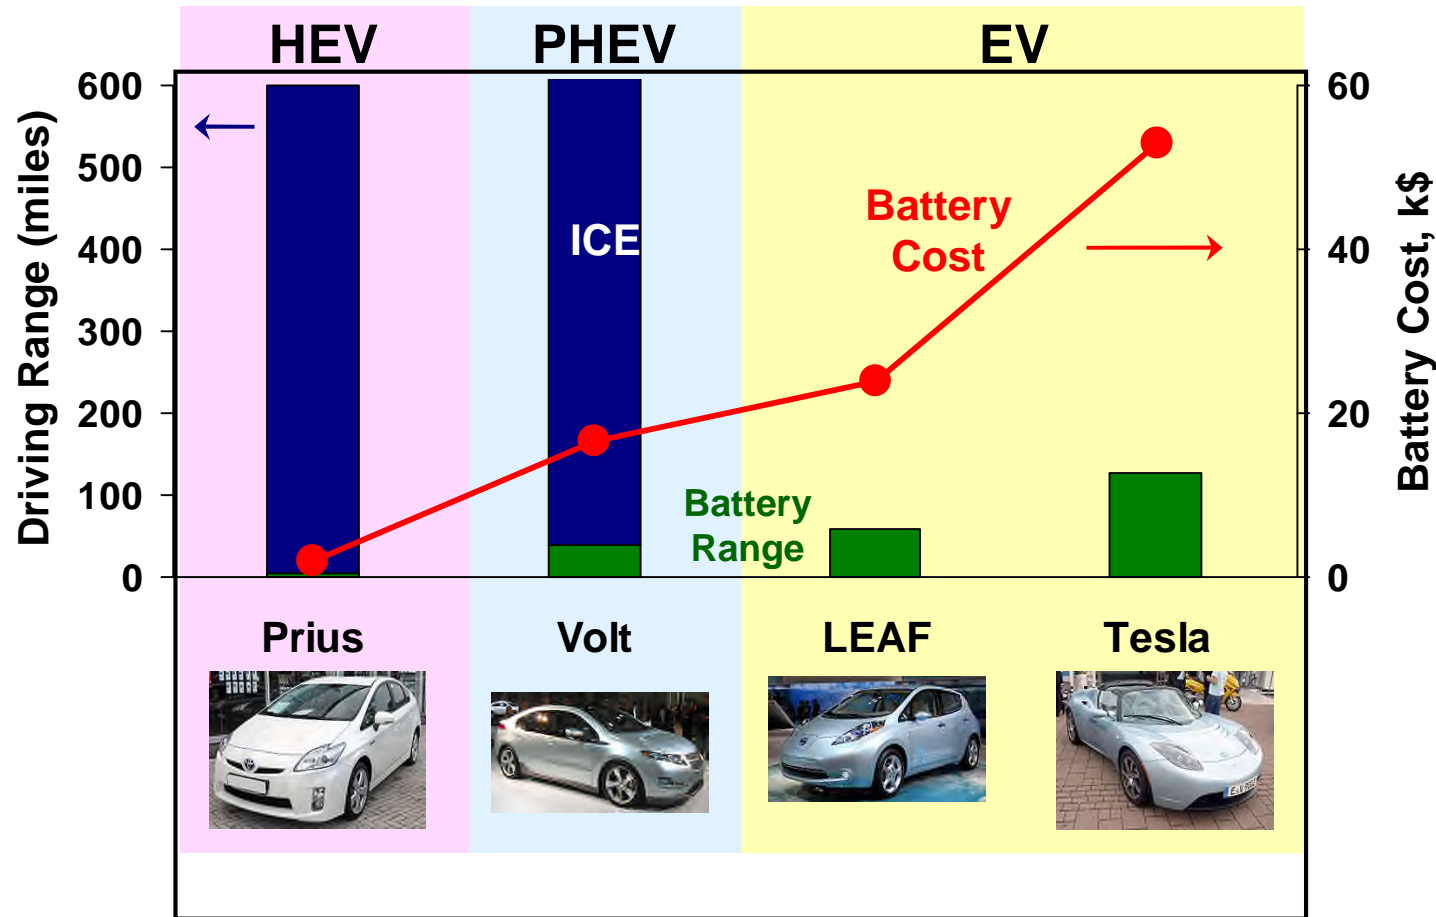 HEV
PHEV
EV
Driving Range (miles)
600
500
400
300
200
100
0
ICE
Battery
Cost
Battery
Range
60
40
20
0
Battery Cost, k$
Prius
Volt
LEAF
Tesla